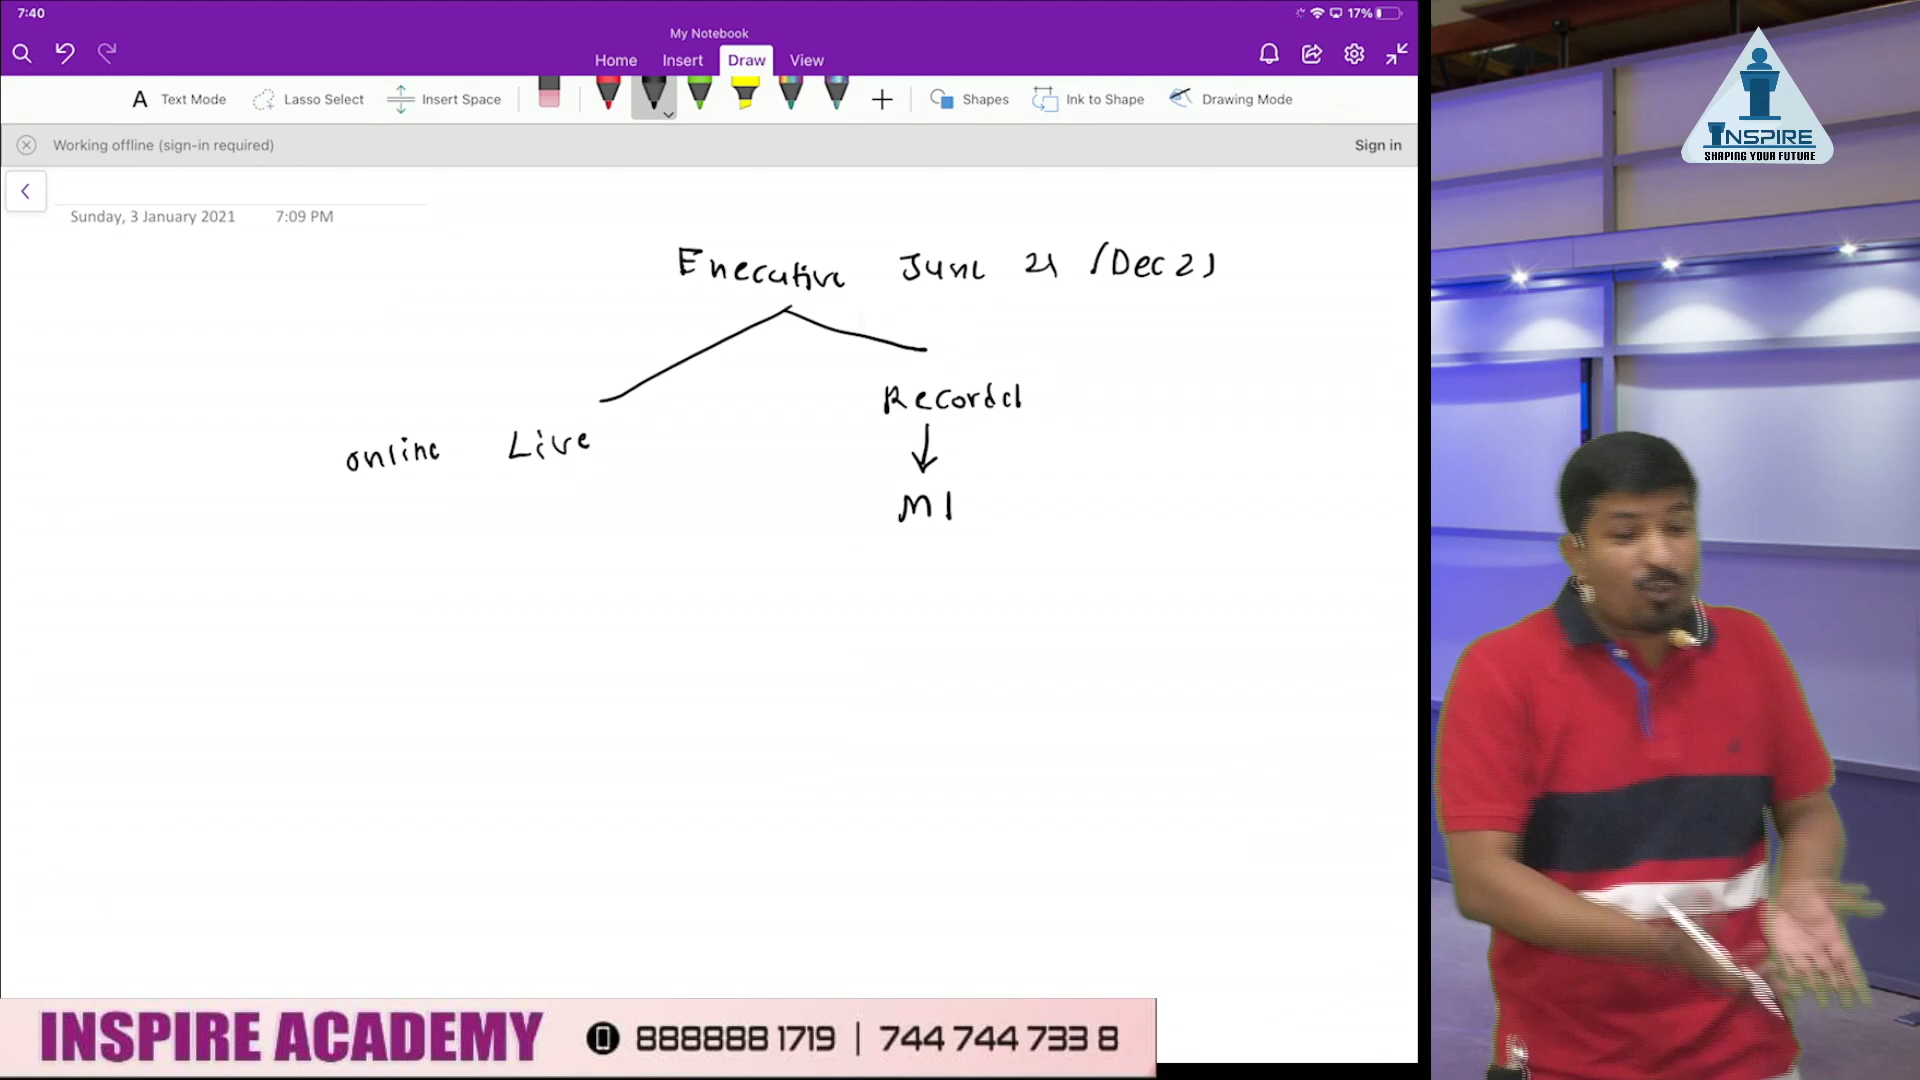 7:40
17%
My Notebook
Home Insert Draw View
A Text Mode Lasso Select Insert Space Shapes Ink to Shape Drawing Mode
Working offline (sign-in required) Sign in
Sunday, 3 January 2021 7:09 PM
Executive June 21 (Dec 21
Recorded
online Live
M1
INSPIRE
SHAPING YOUR FUTURE
INSPIRE ACADEMY 888888 1719 | 744 744 733 8